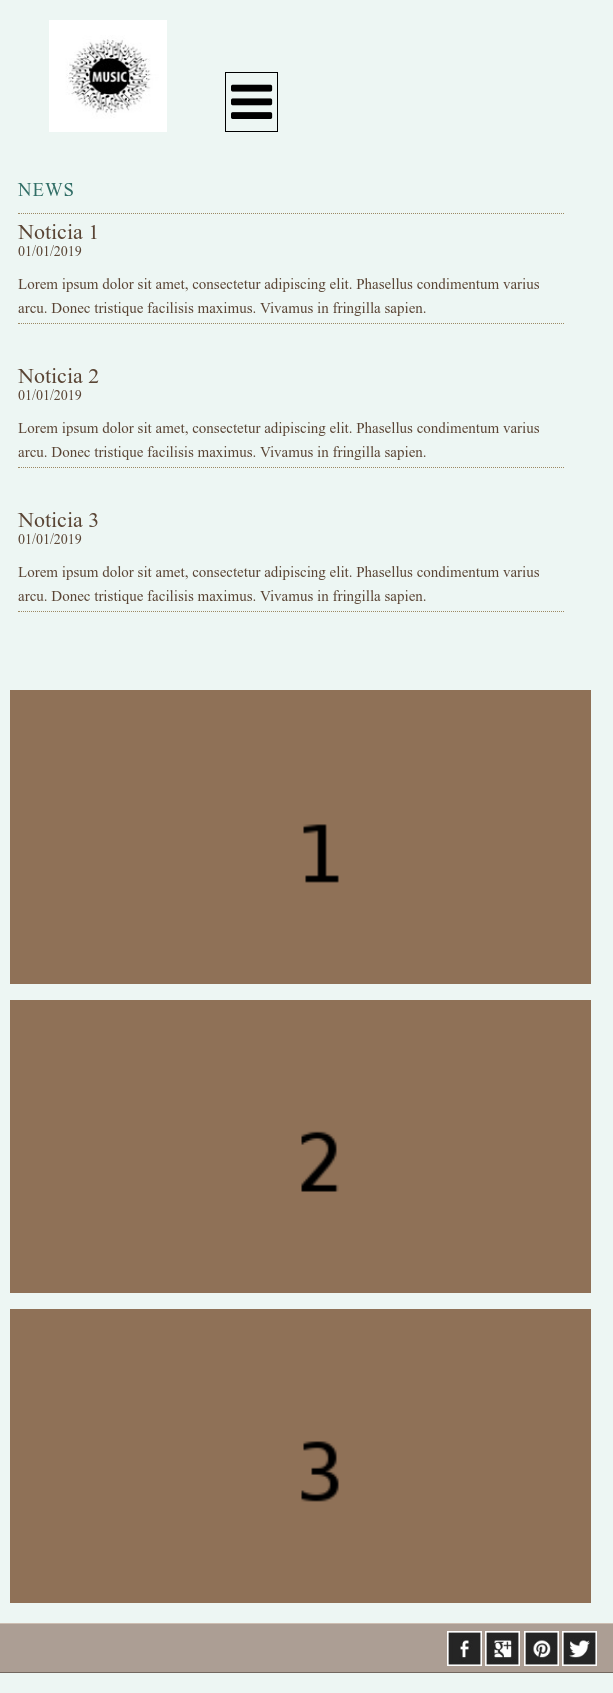 MUSIC
NEWS
Noticia 1
01/01/2019
Lorem ipsum dolor sit amet, consectetur adipiscing elit. Phasellus condimentum varius
arcu. Donec tristique facilisis maximus. Vivamus in fringilla sapien.
Noticia 2
01/01/2019
Lorem ipsum dolor sit amet, consectetur adipiscing elit. Phasellus condimentum varius
arcu. Donec tristique facilisis maximus. Vivamus in fringilla sapien.
Noticia 3
01/01/2019
Lorem ipsum dolor sit amet, consectetur adipiscing elit. Phasellus condimentum varius
arcu. Donec tristique facilisis maximus. Vivamus in fringilla sapien.
1
2
3